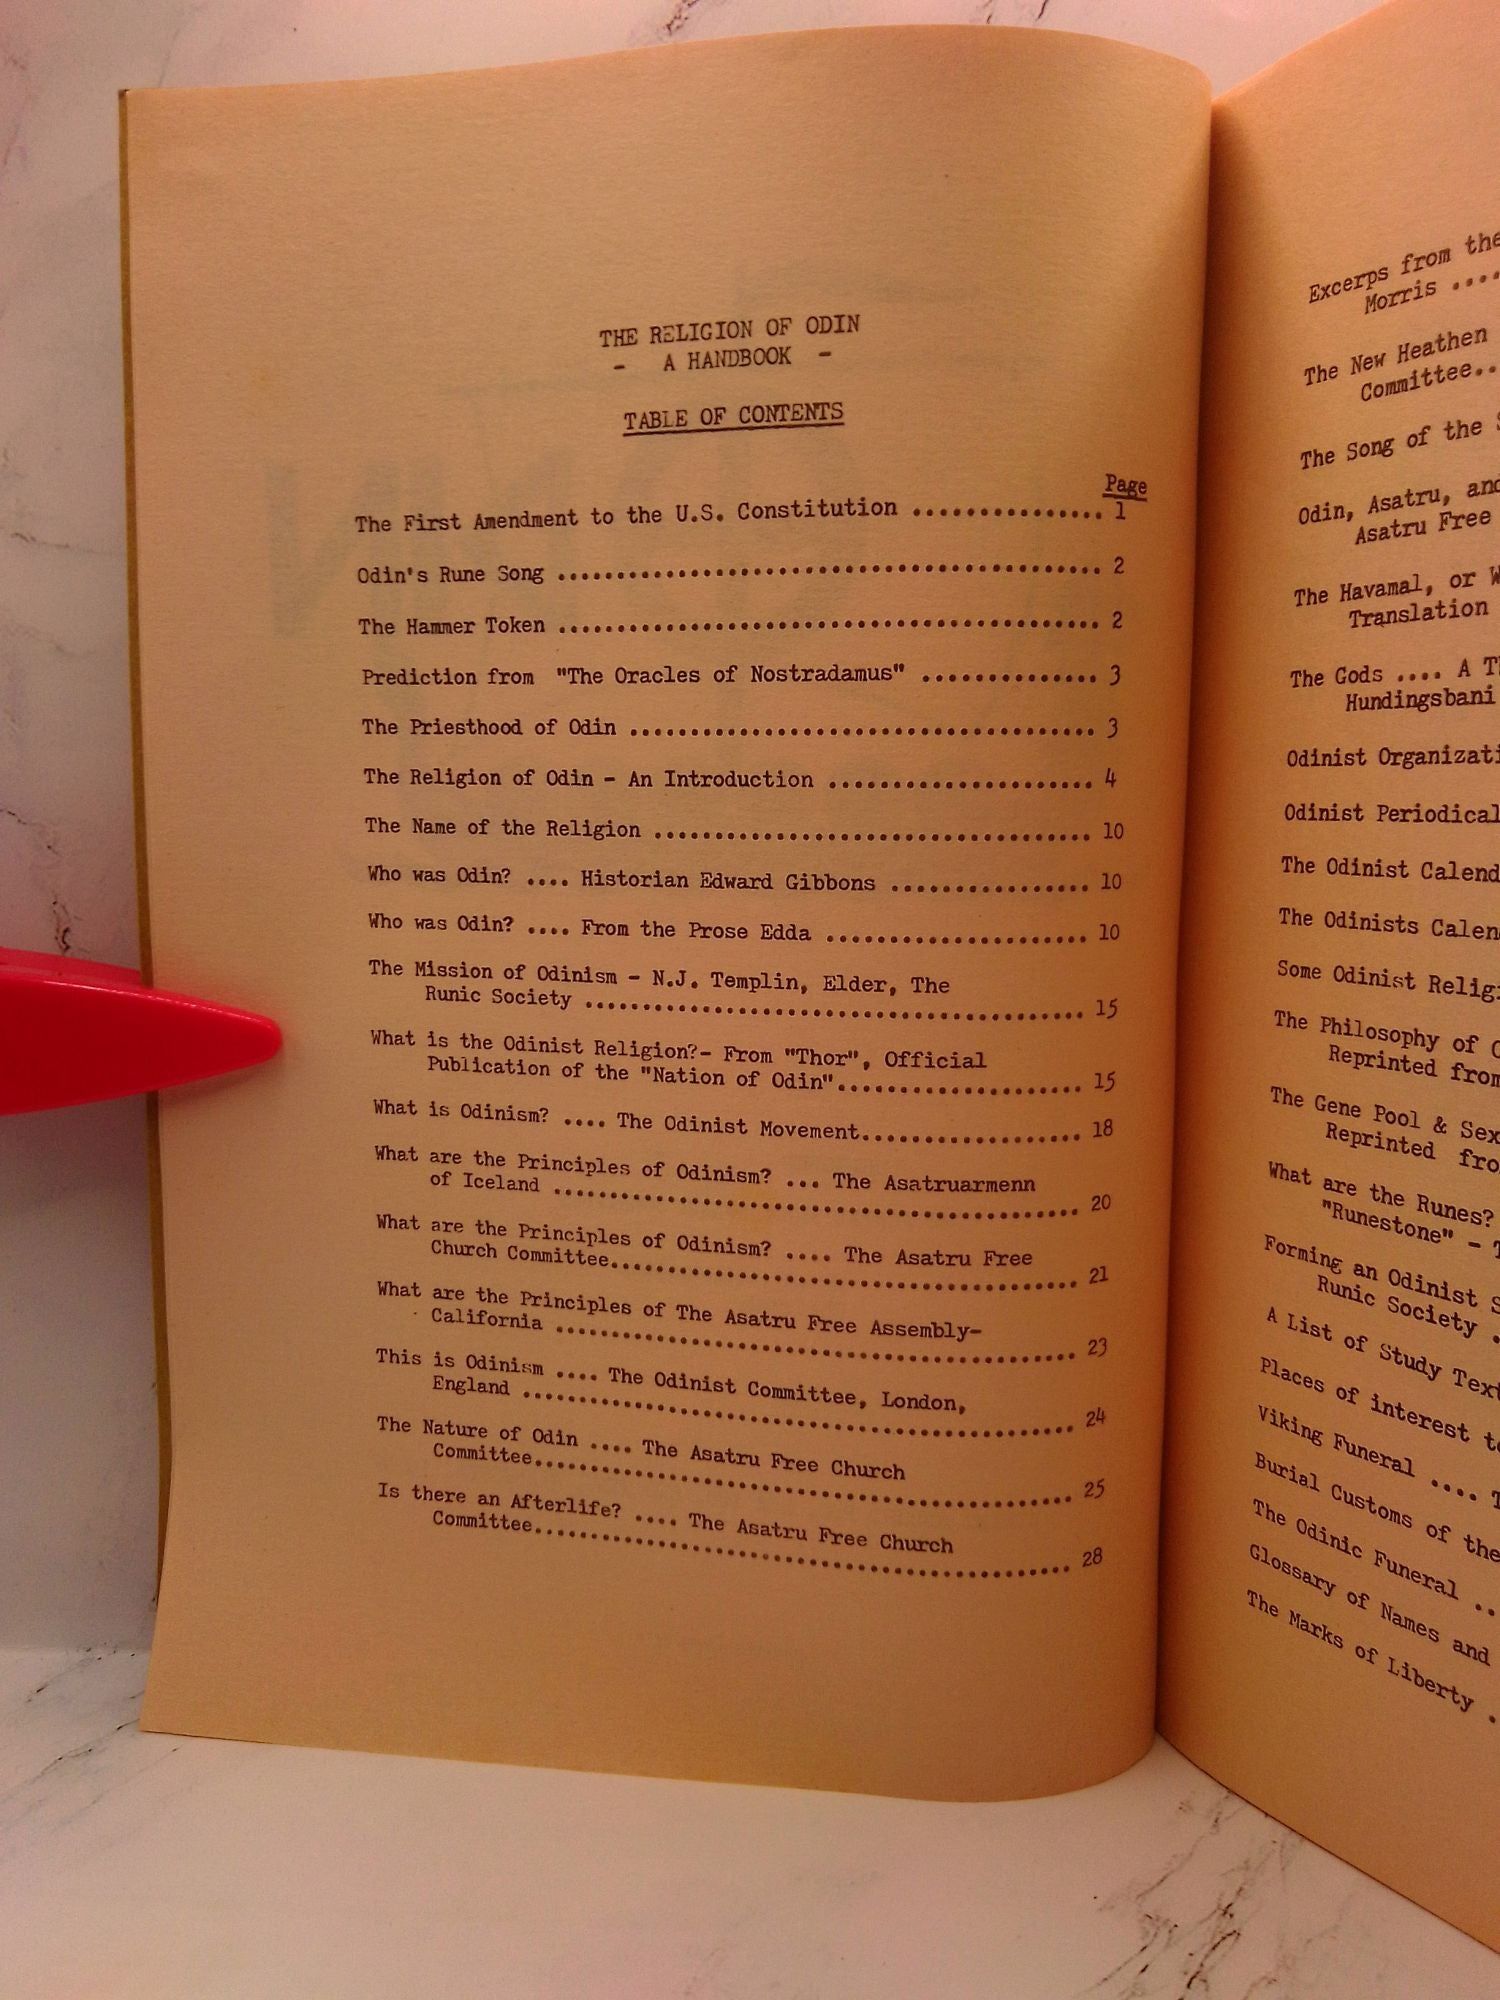 THE RELIGION OF ODIN
- A HANDBOOK -
TABLE OF CONTENTS
Page
The First Amendment to the U.S. Constitution ............... 1
Odin's Rune Song ............................................ 2
The Hammer Token ............................................ 2
Prediction from "The Oracles of Nostradamus" .............. 3
The Priesthood of Odin ...................................... 3
The Religion of Odin - An Introduction ...................... 4
The Name of the Religion .................................... 10
Who was Odin? .... Historian Edward Gibbons ................ 10
Who was Odin? .... From the Prose Edda ..................... 10
The Mission of Odinism - N.J. Templin, Elder, The
Runic Society ......................................... 15
What is the Odinist Religion?- From "Thor", Official
Publication of the "Nation of Odin".................... 15
What is Odinism? .... The Odinist Movement.................. 18
What are the Principles of Odinism? ... The Asatruarmenn
of Iceland ........................................... 20
What are the Principles of Odinism? .... The Asatru Free
Church Committee....................................... 21
What are the Principles of The Asatru Free Assembly-
California ............................................ 23
This is Odinism .... The Odinist Committee, London,
England ............................................... 24
The Nature of Odin .... The Asatru Free Church
Committee.............................................. 25
Is there an Afterlife? .... The Asatru Free Church
Committee.............................................. 28
Excerps from the
Morris ....
The New Heathen
Committee..
The Song of the
Odin, Asatru, and
Asatru Free
The Havamal, or
Translation
The Gods .... A
Hundingsbani
Odinist
Odinist
The Odinist
The Odinists
Some Odinist
The Philosophy of
Reprinted from
The Gene Pool &
Reprinted
What are the Runes?
"Runestone" -
Forming an Odinist
Runic Society .
A List of Study
Places of interest
Viking Funeral ....
Burial Customs of the
The Odinic Funeral ..
Glossary of Names and
The Marks of Liberty .